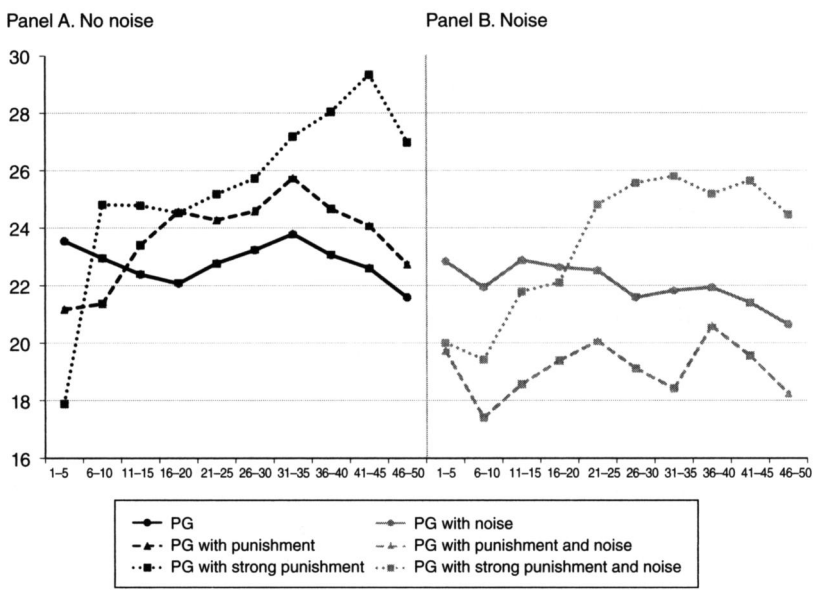 Panel A. No noise
Panel B. Noise
30
28
26
24
22
20
18
16
1–5 6–10 11–15 16–20 21–25 26–30 31–35 36–40 41–45 46–50
1–5 6–10 11–15 16–20 21–25 26–30 31–35 36–40 41–45 46–50
PG
PG with noise
PG with punishment
PG with punishment and noise
PG with strong punishment
PG with strong punishment and noise